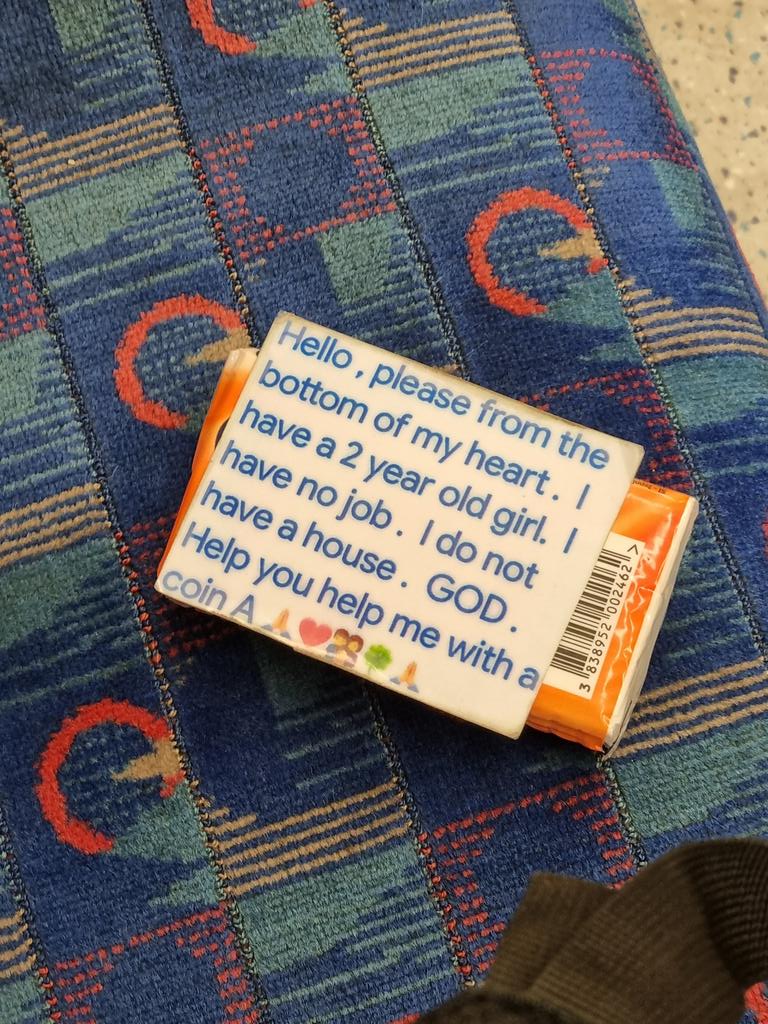 Hello , please from the
bottom of my heart . I
have a 2 year old girl. I
have no job . I do not
have a house . GOD .
Help you help me with a
coin A 🙏❤️👫🍀🙏
3 838952 002462 >